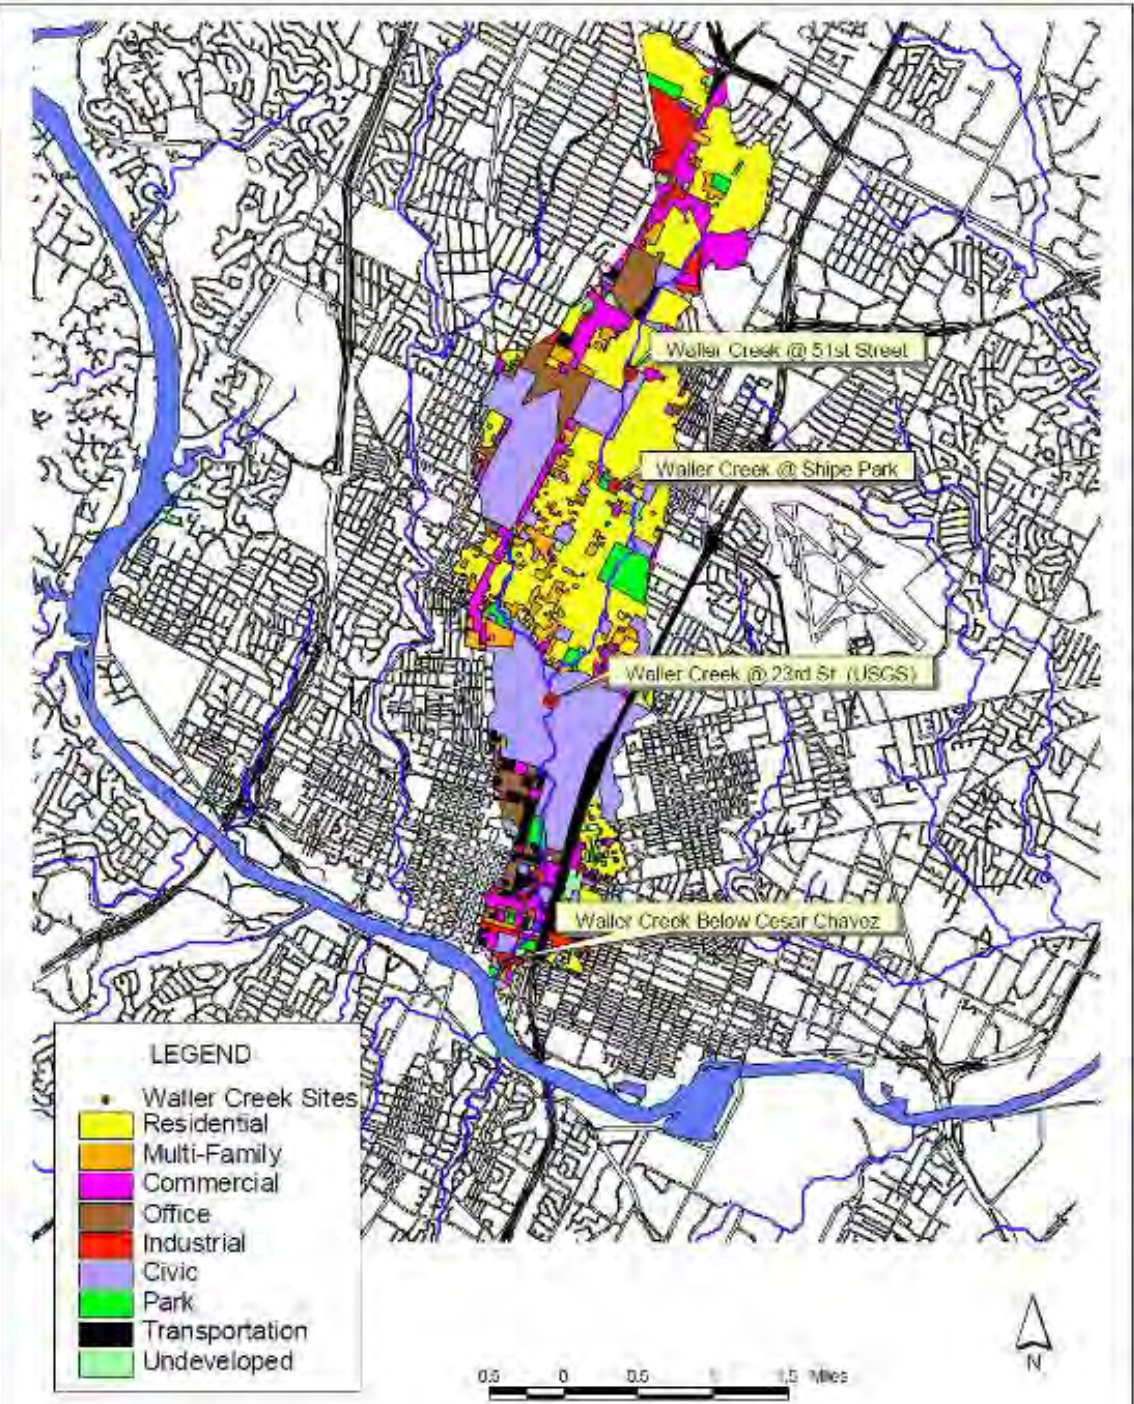 Waller Creek @ 51st Street
Waller Creek @ Shipe Park
Waller Creek @ 23rd St. (USGS)
Waller Creek Below Cesar Chavez
LEGEND
Waller Creek Sites
Residential
Multi-Family
Commercial
Office
Industrial
Civic
Park
Transportation
Undeveloped
N
0.5 0 0.5 1 1.5 Miles